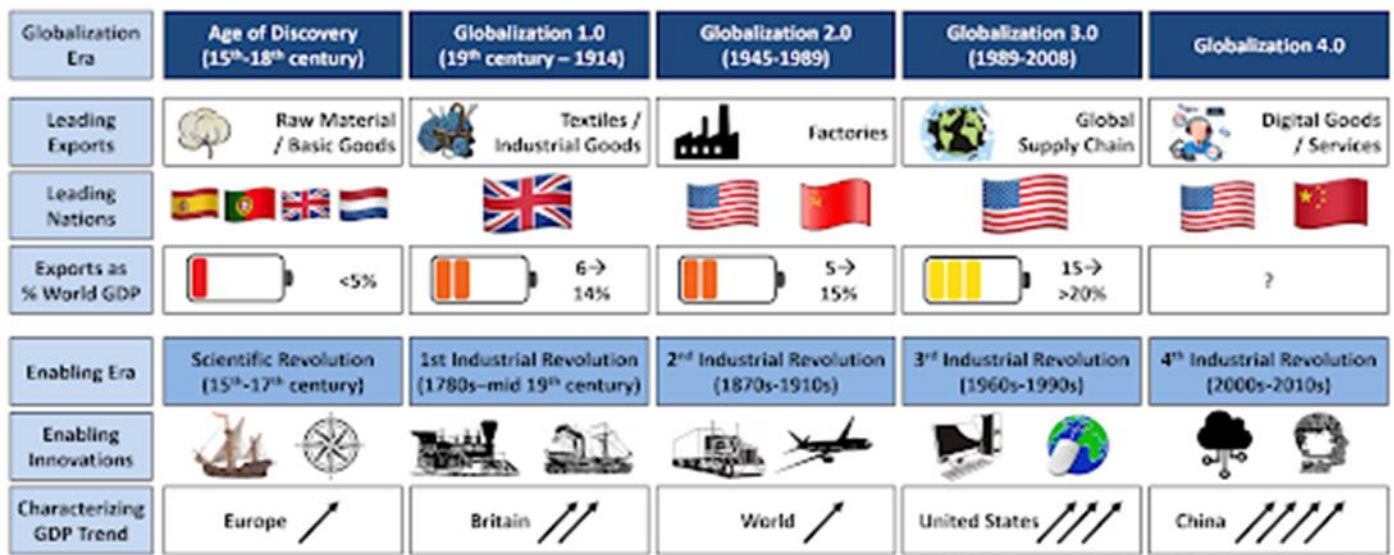 Globalization Era
Age of Discovery
(15th-18th century)
Globalization 1.0
(19th century – 1914)
Globalization 2.0
(1945-1989)
Globalization 3.0
(1989-2008)
Globalization 4.0
Leading Exports
Raw Material
/ Basic Goods
Textiles /
Industrial Goods
Factories
Global
Supply Chain
Digital Goods
/ Services
Leading
Nations
Exports as
% World GDP
<5%
6→
14%
5→
15%
15→
>20%
?
Enabling Era
Scientific Revolution
(15th-17th century)
1st Industrial Revolution
(1780s–mid 19th century)
2nd Industrial Revolution
(1870s-1910s)
3rd Industrial Revolution
(1960s-1990s)
4th Industrial Revolution
(2000s-2010s)
Enabling
Innovations
Characterizing
GDP Trend
Europe
Britain
World
United States
China